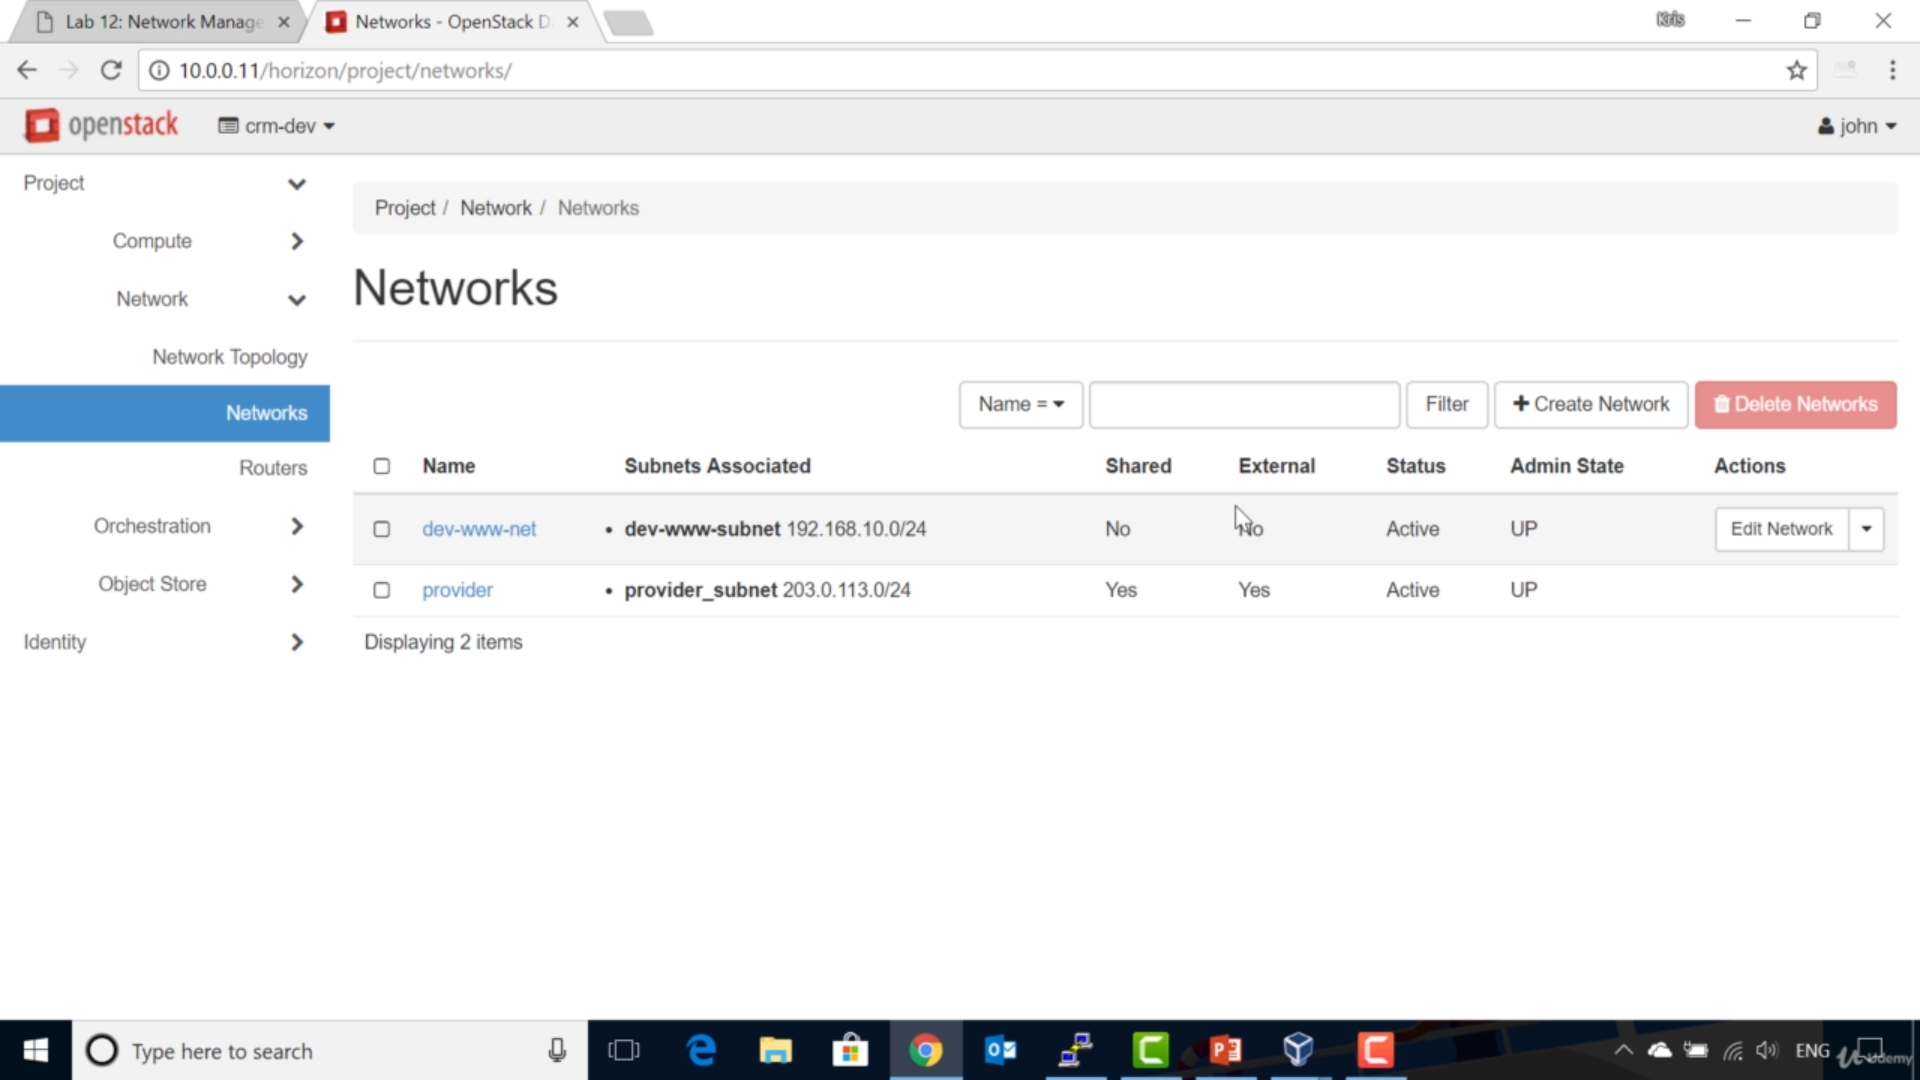 Lab 12: Network Manage
Networks - OpenStack D
Kris
10.0.0.11/horizon/project/networks/
openstack
crm-dev
john
Project
Compute
Network
Network Topology
Networks
Routers
Orchestration
Object Store
Identity
Project / Network / Networks
Networks
Name =
Filter
+ Create Network
Delete Networks
Name Subnets Associated Shared External Status Admin State Actions
dev-www-net • dev-www-subnet 192.168.10.0/24 No No Active UP Edit Network
provider • provider_subnet 203.0.113.0/24 Yes Yes Active UP
Displaying 2 items
Type here to search
ENG
Udemy